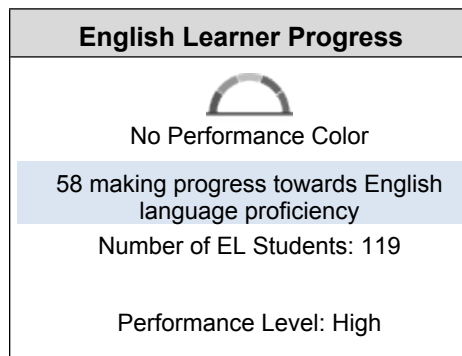 English Learner Progress
No Performance Color
58 making progress towards English
language proficiency
Number of EL Students: 119
Performance Level: High